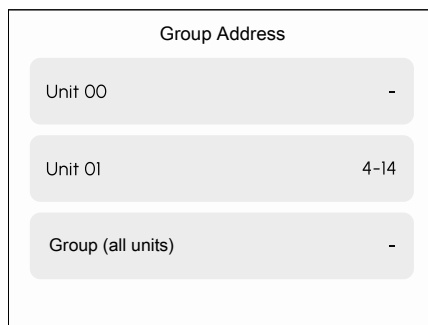 Group Address
Unit 00 -
Unit 01 4-14
Group (all units) -